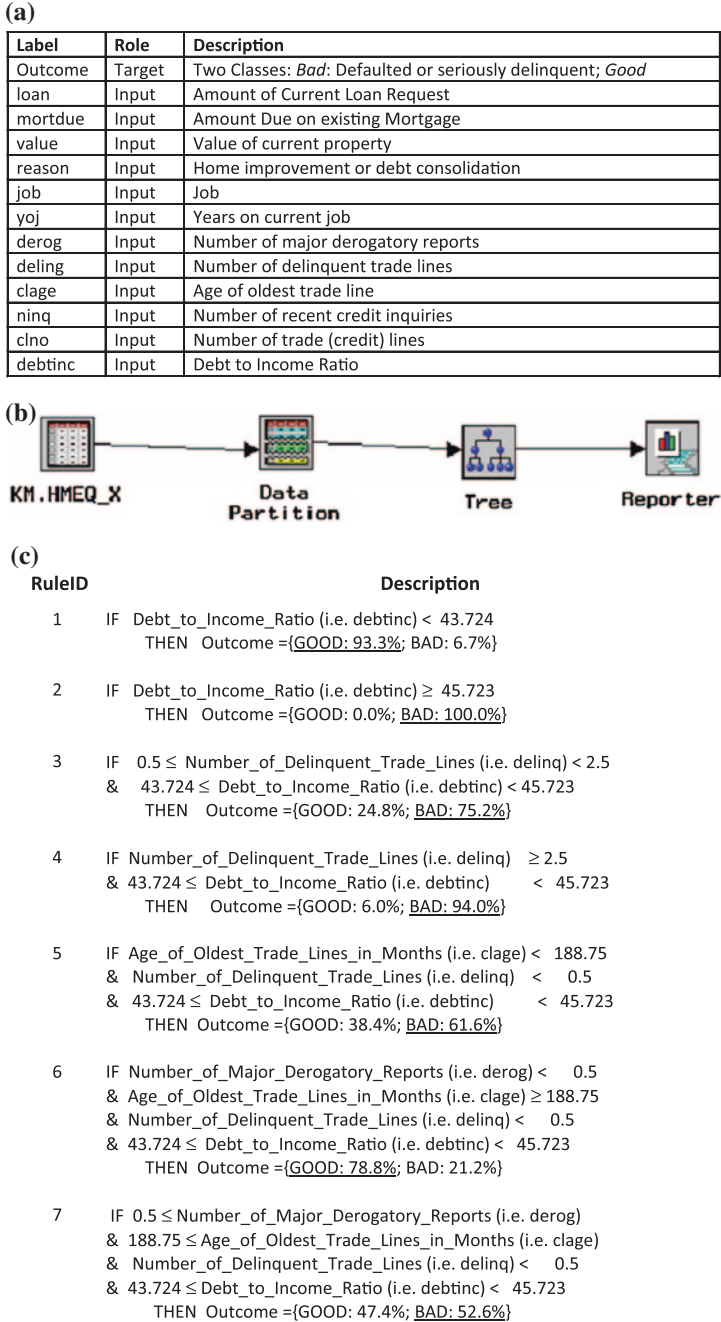 (a)
Label Role Description
Outcome Target Two Classes: Bad: Defaulted or seriously delinquent; Good
loan Input Amount of Current Loan Request
mortdue Input Amount Due on existing Mortgage
value Input Value of current property
reason Input Home improvement or debt consolidation
job Input Job
yoj Input Years on current job
derog Input Number of major derogatory reports
deling Input Number of delinquent trade lines
clage Input Age of oldest trade line
ninq Input Number of recent credit inquiries
clno Input Number of trade (credit) lines
debtinc Input Debt to Income Ratio
(b)
KM.HMEQ_X
Data
Partition
Tree
Reporter
(c)
RuleID Description
1 IF Debt_to_Income_Ratio (i.e. debtinc) < 43.724
THEN Outcome ={GOOD: 93.3%; BAD: 6.7%}
2 IF Debt_to_Income_Ratio (i.e. debtinc) ≥ 45.723
THEN Outcome ={GOOD: 0.0%; BAD: 100.0%}
3 IF 0.5 ≤ Number_of_Delinquent_Trade_Lines (i.e. delinq) < 2.5
& 43.724 ≤ Debt_to_Income_Ratio (i.e. debtinc) < 45.723
THEN Outcome ={GOOD: 24.8%; BAD: 75.2%}
4 IF Number_of_Delinquent_Trade_Lines (i.e. delinq) ≥ 2.5
& 43.724 ≤ Debt_to_Income_Ratio (i.e. debtinc) < 45.723
THEN Outcome ={GOOD: 6.0%; BAD: 94.0%}
5 IF Age_of_Oldest_Trade_Lines_in_Months (i.e. clage) < 188.75
& Number_of_Delinquent_Trade_Lines (i.e. delinq) < 0.5
& 43.724 ≤ Debt_to_Income_Ratio (i.e. debtinc) < 45.723
THEN Outcome ={GOOD: 38.4%; BAD: 61.6%}
6 IF Number_of_Major_Derogatory_Reports (i.e. derog) < 0.5
& Age_of_Oldest_Trade_Lines_in_Months (i.e. clage) ≥ 188.75
& Number_of_Delinquent_Trade_Lines (i.e. delinq) < 0.5
& 43.724 ≤ Debt_to_Income_Ratio (i.e. debtinc) < 45.723
THEN Outcome ={GOOD: 78.8%; BAD: 21.2%}
7 IF 0.5 ≤ Number_of_Major_Derogatory_Reports (i.e. derog)
& 188.75 ≤ Age_of_Oldest_Trade_Lines_in_Months (i.e. clage)
& Number_of_Delinquent_Trade_Lines (i.e. delinq) < 0.5
& 43.724 ≤ Debt_to_Income_Ratio (i.e. debtinc) < 45.723
THEN Outcome ={GOOD: 47.4%; BAD: 52.6%}